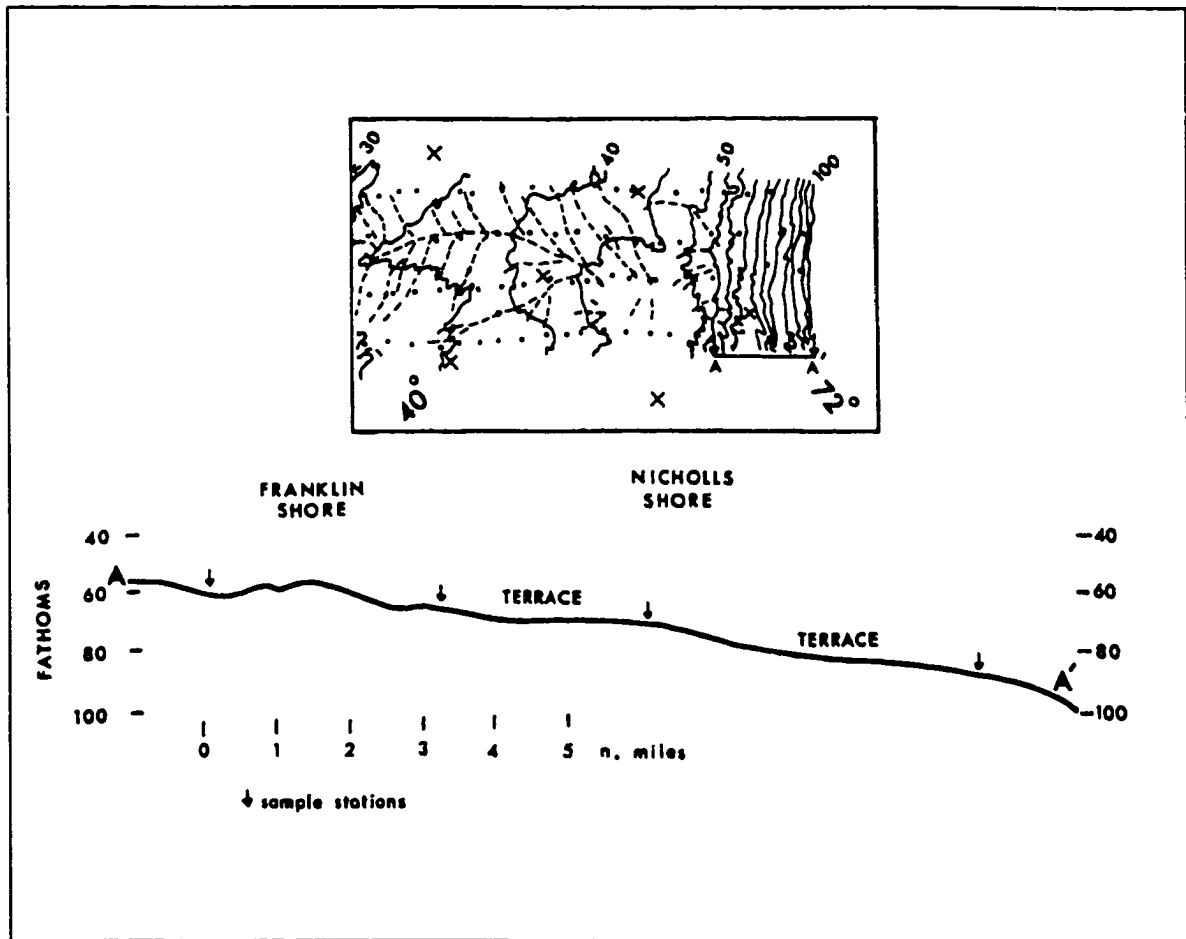 30
40
50
100
A
A'
40°
72°
FRANKLIN
SHORE
NICHOLLS
SHORE
40
60
80
100
FATHOMS
A
TERRACE
TERRACE
A'
-40
-60
-80
-100
0 1 2 3 4 5 n. miles
↓ sample stations